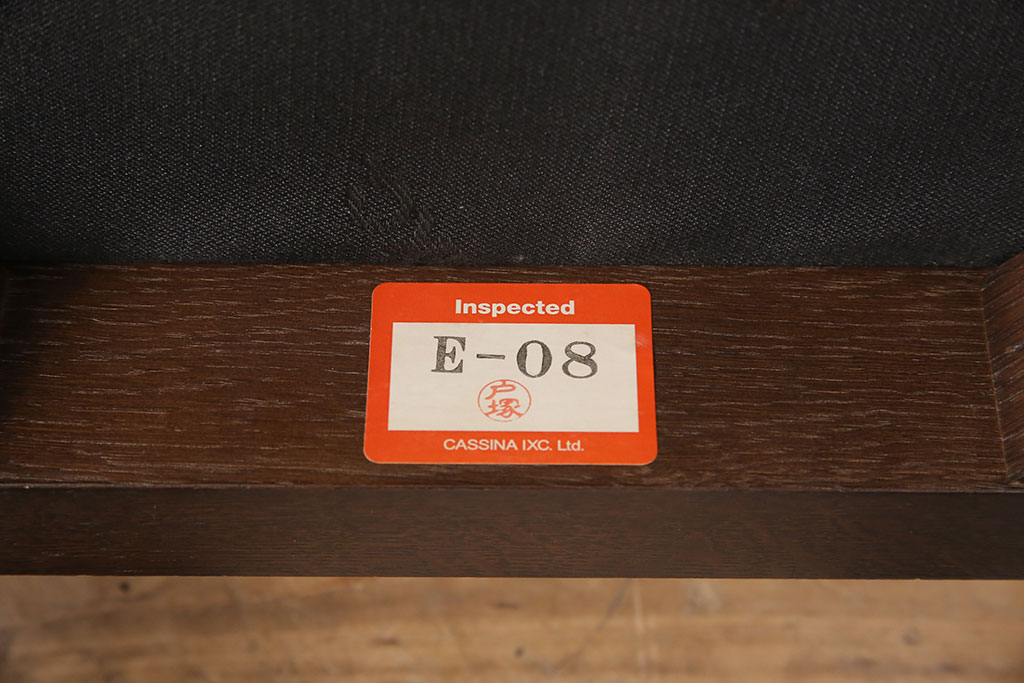 Inspected
E-08
戸塚
CASSINA IXC. Ltd.